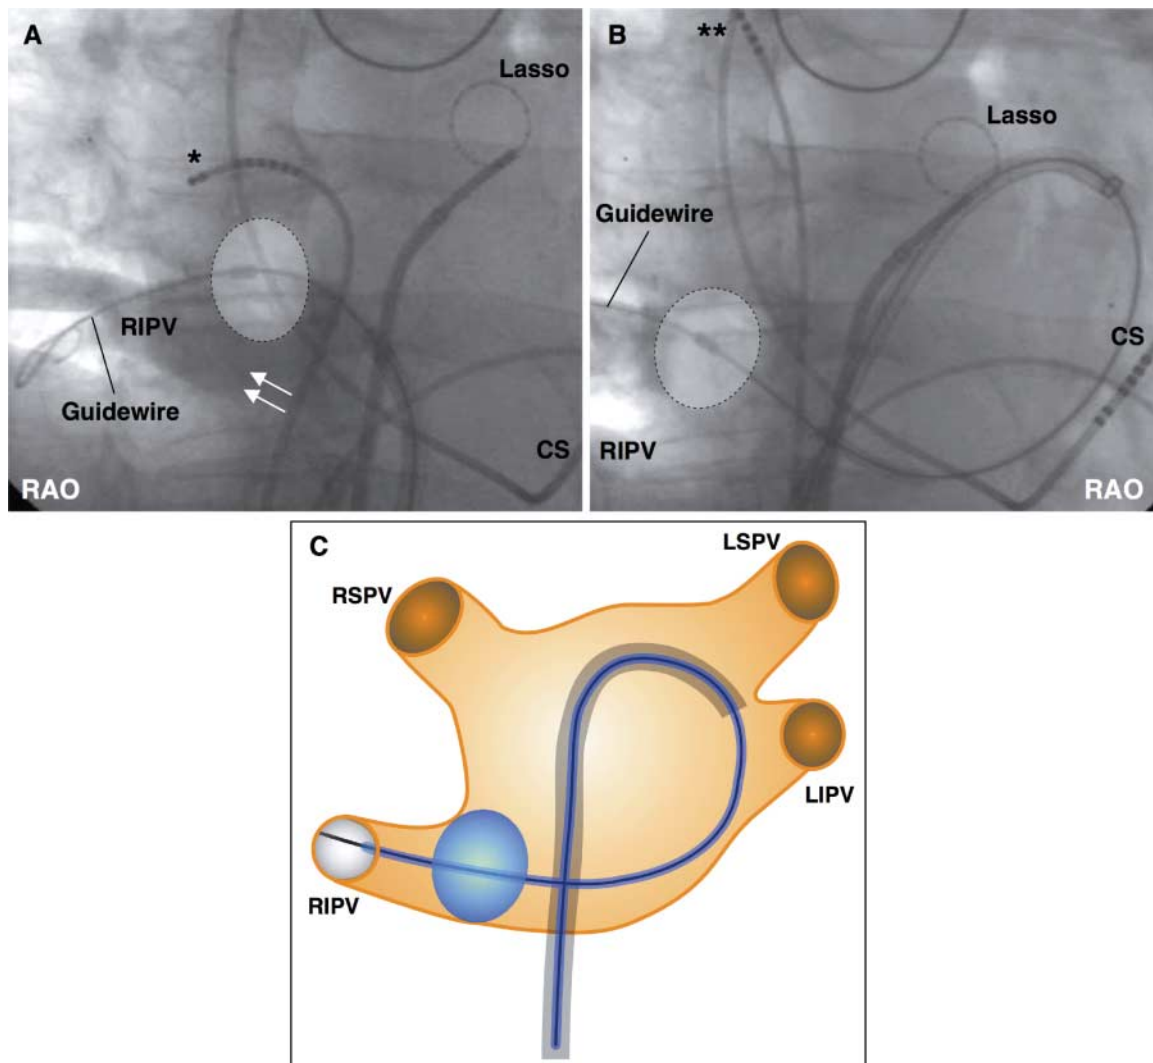 A
Lasso
*
RIPV
Guidewire
CS
RAO
B
**
Lasso
Guidewire
CS
RIPV
RAO
C
LSPV
RSPV
LIPV
RIPV